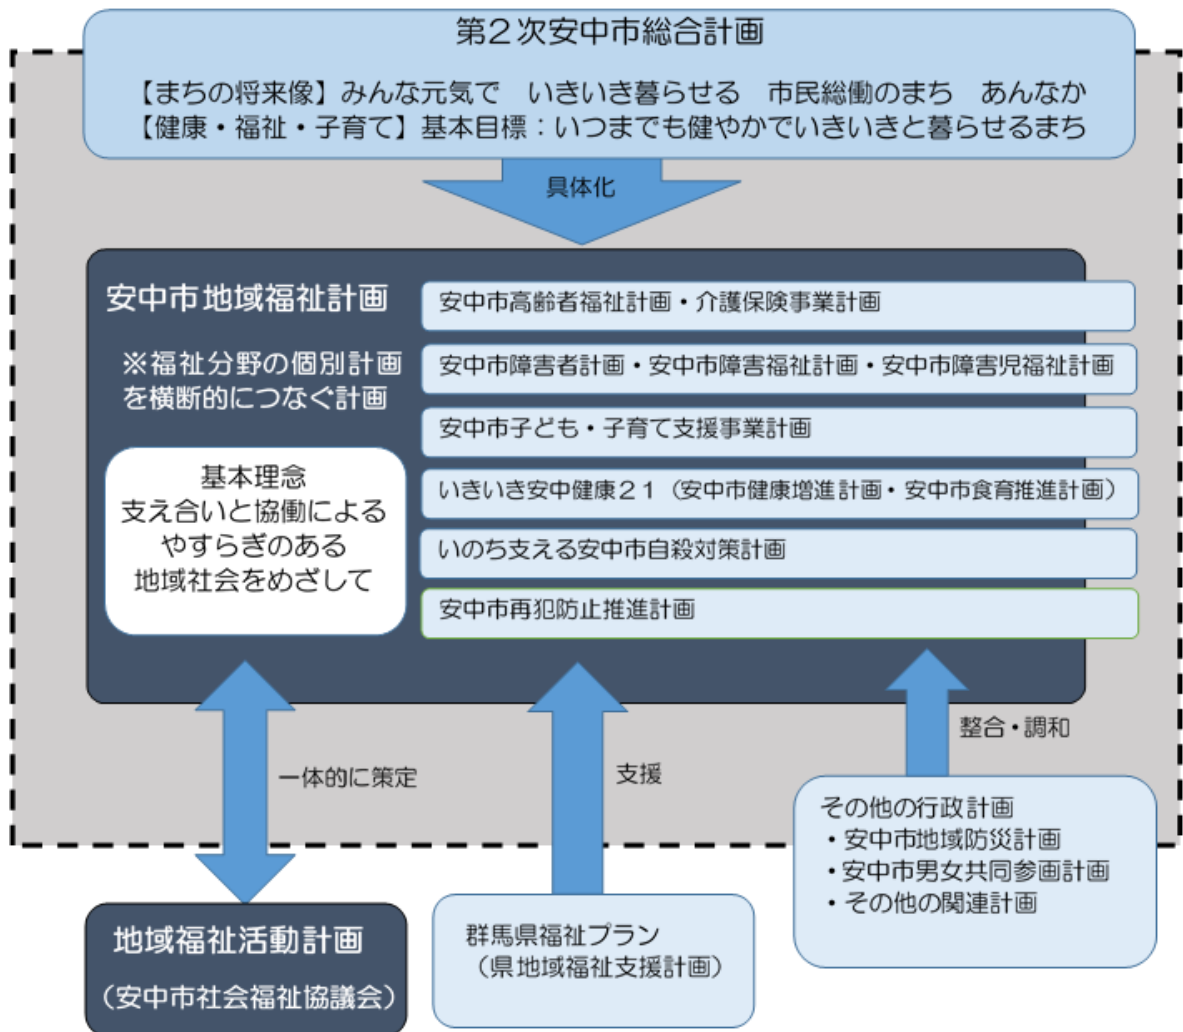 第２次安中市総合計画
【まちの将来像】みんな元気で　いきいき暮らせる　市民総働のまち　あんなか
【健康・福祉・子育て】基本目標：いつまでも健やかでいきいきと暮らせるまち
具体化
安中市地域福祉計画
※福祉分野の個別計画
を横断的につなぐ計画
基本理念
支え合いと協働による
やすらぎのある
地域社会をめざして
安中市高齢者福祉計画・介護保険事業計画
安中市障害者計画・安中市障害福祉計画・安中市障害児福祉計画
安中市子ども・子育て支援事業計画
いきいき安中健康２１（安中市健康増進計画・安中市食育推進計画）
いのち支える安中市自殺対策計画
安中市再犯防止推進計画
一体的に策定
支援
整合・調和
地域福祉活動計画
（安中市社会福祉協議会）
群馬県福祉プラン
（県地域福祉支援計画）
その他の行政計画
・安中市地域防災計画
・安中市男女共同参画計画
・その他の関連計画